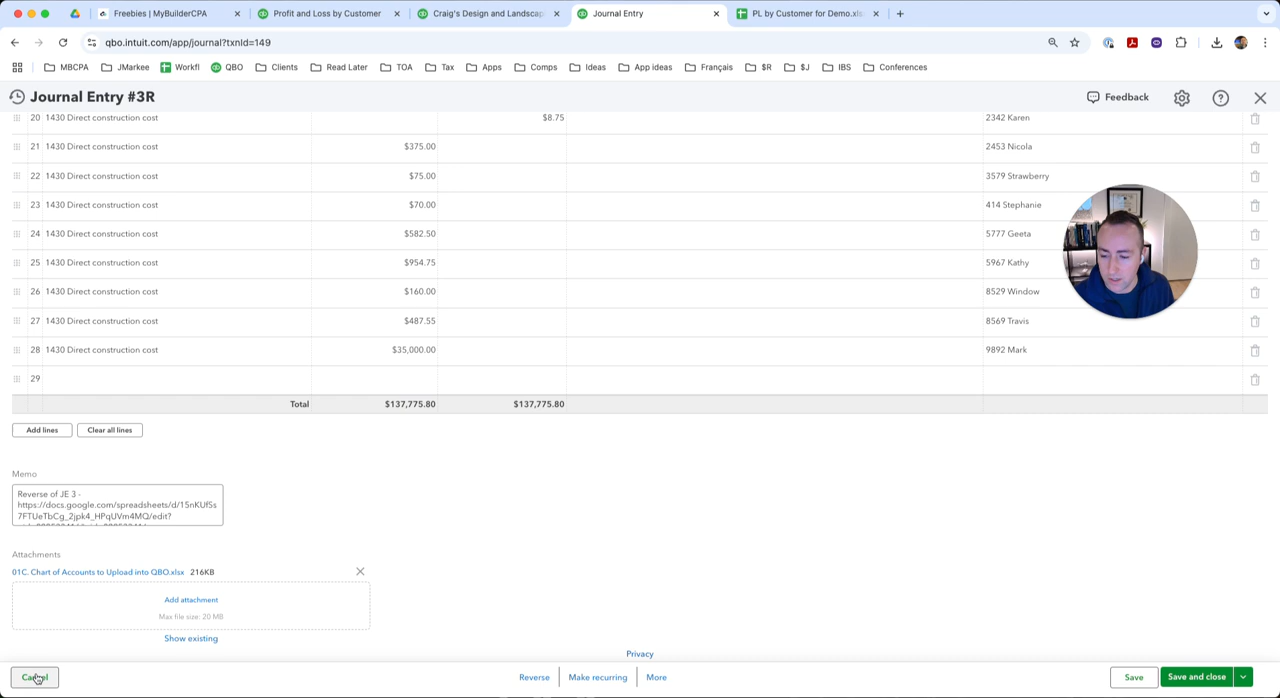 Freebies | MyBuilderCPA
Profit and Loss by Customer
Craig's Design and Landscap
Journal Entry
PL by Customer for Demo.xls
qbo.intuit.com/app/journal?txnId=149
MBCPA JMarkee Workfl QBO Clients Read Later TOA Tax Apps Comps Ideas App ideas Français $R $J IBS Conferences
Journal Entry #3R Feedback
20 1430 Direct construction cost $8.75 2342 Karen
21 1430 Direct construction cost $375.00 2453 Nicola
22 1430 Direct construction cost $75.00 3579 Strawberry
23 1430 Direct construction cost $70.00 414 Stephanie
24 1430 Direct construction cost $582.50 5777 Geeta
25 1430 Direct construction cost 5967 Kathy
26 1430 Direct construction cost 8529 Window
27 1430 Direct construction cost $487.55 8569 Travis
28 1430 Direct construction cost $35,000.00 9892 Mark
29
Total $137,775.80 $137,775.80
Add lines Clear all lines
Memo
Reverse of JE 3 -
https://docs.google.com/spreadsheets/d/15nKUfSs
7FTUeTbCg_2jpk4_HPqUVm4MQ/edit?
Attachments
01C. Chart of Accounts to Upload into QBO.xlsx 216KB
Add attachment
Max file size: 20 MB
Show existing
Privacy
Cancel Reverse Make recurring More Save Save and close